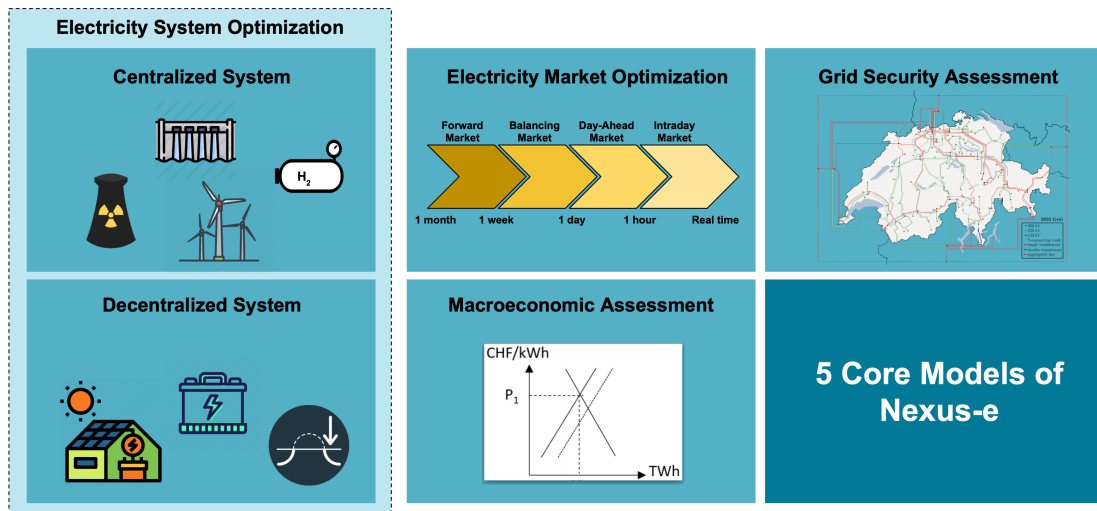 Electricity System Optimization
Centralized System
H2
Decentralized System
Electricity Market Optimization
Forward Market
Balancing Market
Day-Ahead Market
Intraday Market
1 month
1 week
1 day
1 hour
Real time
Grid Security Assessment
Macroeconomic Assessment
CHF/kWh
P1
TWh
5 Core Models of
Nexus-e